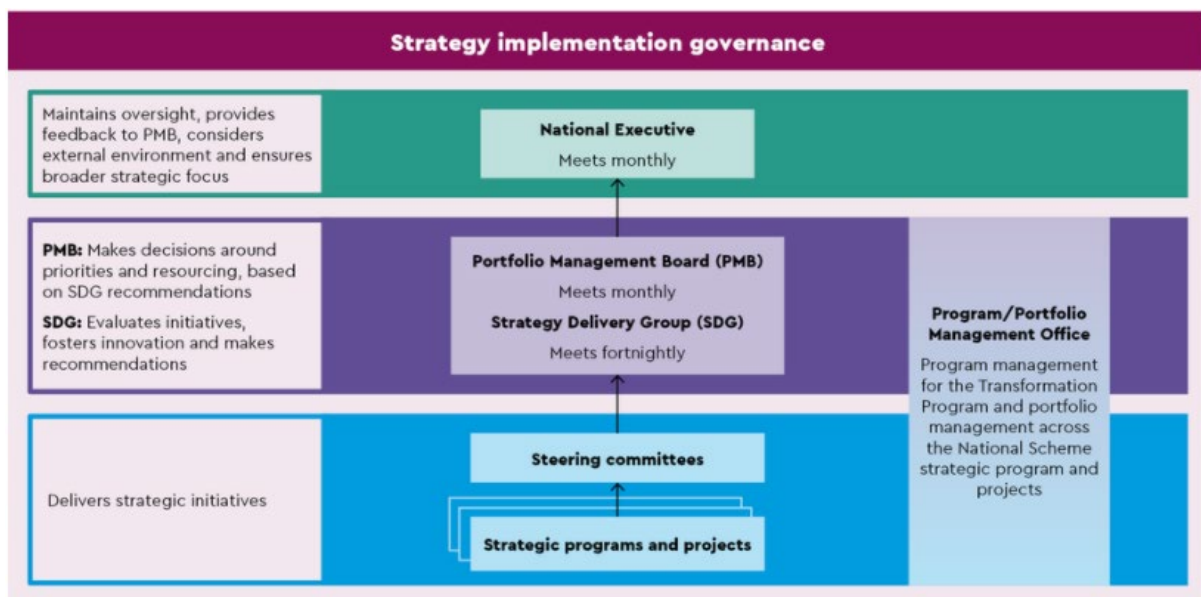 Strategy implementation governance
Maintains oversight, provides
feedback to PMB, considers
external environment and ensures
broader strategic focus
National Executive
Meets monthly
PMB: Makes decisions around
priorities and resourcing, based
on SDG recommendations
SDG: Evaluates initiatives,
fosters innovation and makes
recommendations
Portfolio Management Board (PMB)
Meets monthly
Strategy Delivery Group (SDG)
Meets fortnightly
Program/Portfolio
Management Office
Program management
for the Transformation
Program and portfolio
management across
the National Scheme
strategic program and
projects
Delivers strategic initiatives
Steering committees
Strategic programs and projects